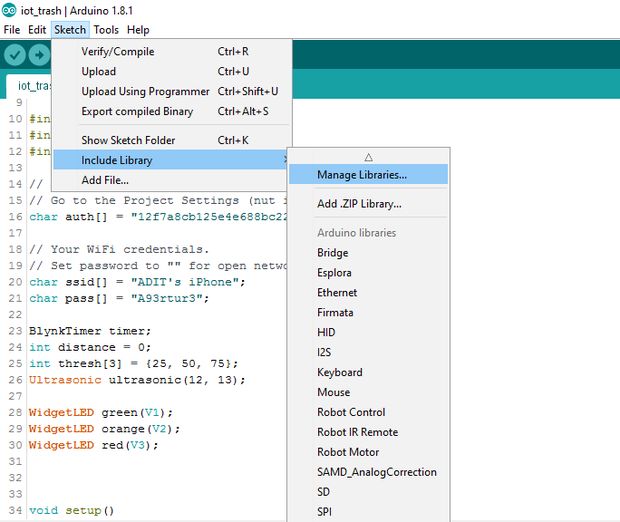 iot_trash | Arduino 1.8.1
File Edit Sketch Tools Help
Verify/Compile Ctrl+R
Upload Ctrl+U
Upload Using Programmer Ctrl+Shift+U
Export compiled Binary Ctrl+Alt+S
Show Sketch Folder Ctrl+K
Include Library
Add File...
Manage Libraries...
Add .ZIP Library...
Arduino libraries
Bridge
Esplora
Ethernet
Firmata
HID
I2S
Keyboard
Mouse
Robot Control
Robot IR Remote
Robot Motor
SAMD_AnalogCorrection
SD
SPI
iot_tras
9
10 #in
11 #in
12 #in
13
14 //
15 // Go to the Project Settings (nut i
16 char auth[] = "12f7a8cb125e4e688bc22
17
18 // Your WiFi credentials.
19 // Set password to "" for open netwo
20 char ssid[] = "ADIT's iPhone";
21 char pass[] = "A93rtur3";
22
23 BlynkTimer timer;
24 int distance = 0;
25 int thresh[3] = {25, 50, 75};
26 Ultrasonic ultrasonic(12, 13);
27
28 WidgetLED green(V1);
29 WidgetLED orange(V2);
30 WidgetLED red(V3);
31
32
33
34 void setup()